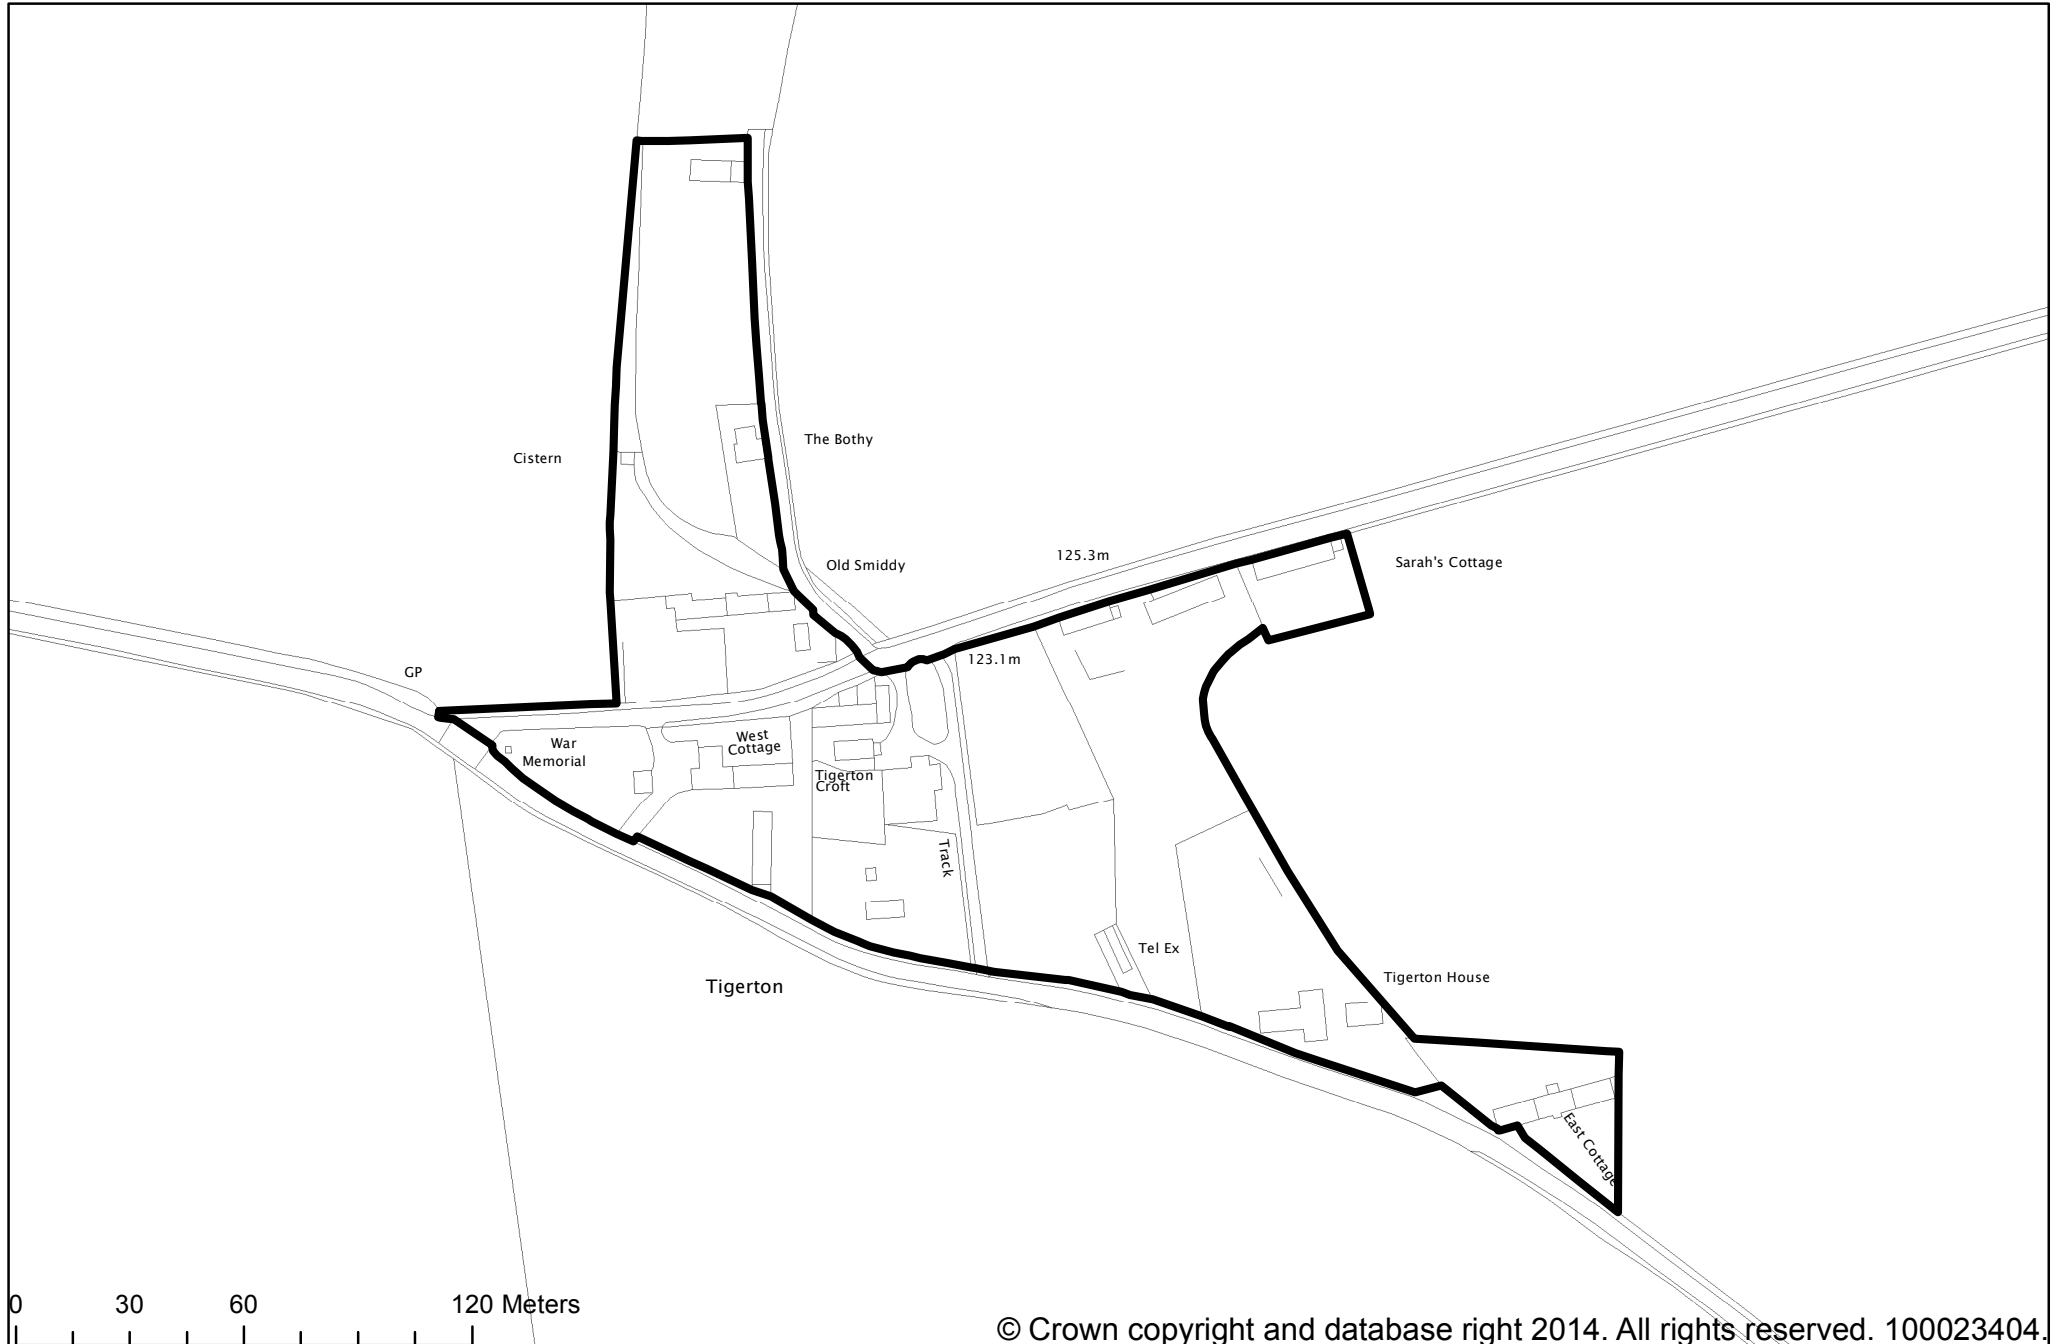 The Bothy
Cistern
125.3m
Old Smiddy
Sarah's Cottage
123.1m
GP
War
Memorial
West
Cottage
Tigerton
Croft
Track
Tel Ex
Tigerton House
Tigerton
East Cottage
0 30 60 120 Meters
© Crown copyright and database right 2014. All rights reserved. 100023404.